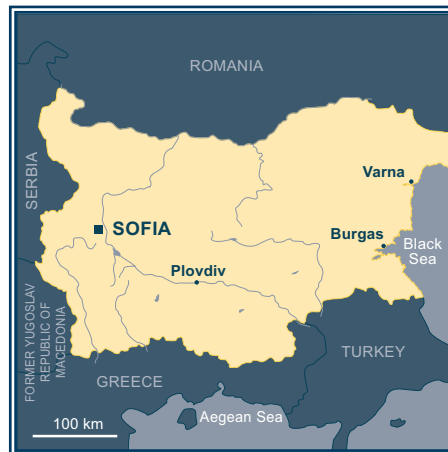 ROMANIA
SERBIA
Varna
SOFIA
Burgas
Black
Sea
Plovdiv
FORMER YUGOSLAV
REPUBLIC OF
MACEDONIA
TURKEY
GREECE
Aegean Sea
100 km